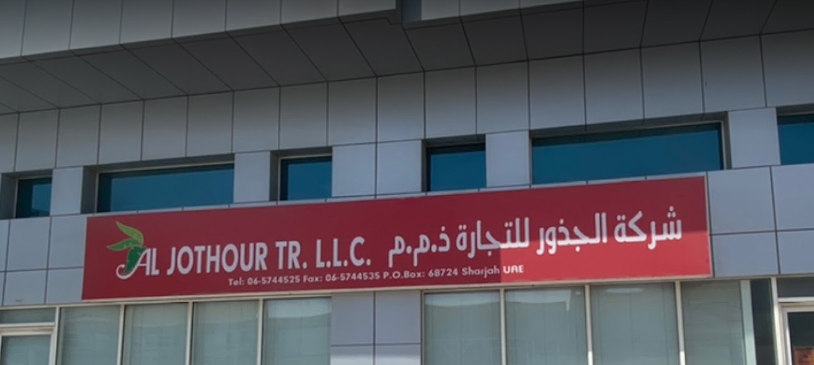 AL JOTHOUR TR. L.L.C. شركة الجذور للتجارة ذ.م.م
Tel: 06-5744525 Fax: 06-5744535 P.O.Box: 68724 Sharjah UAE